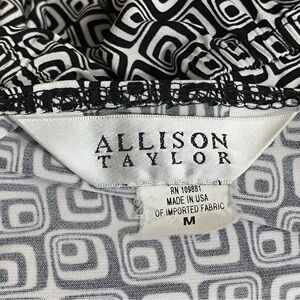 ALLISON
TAYLOR
RN 109881
MADE IN USA
OF IMPORTED FABRIC
M